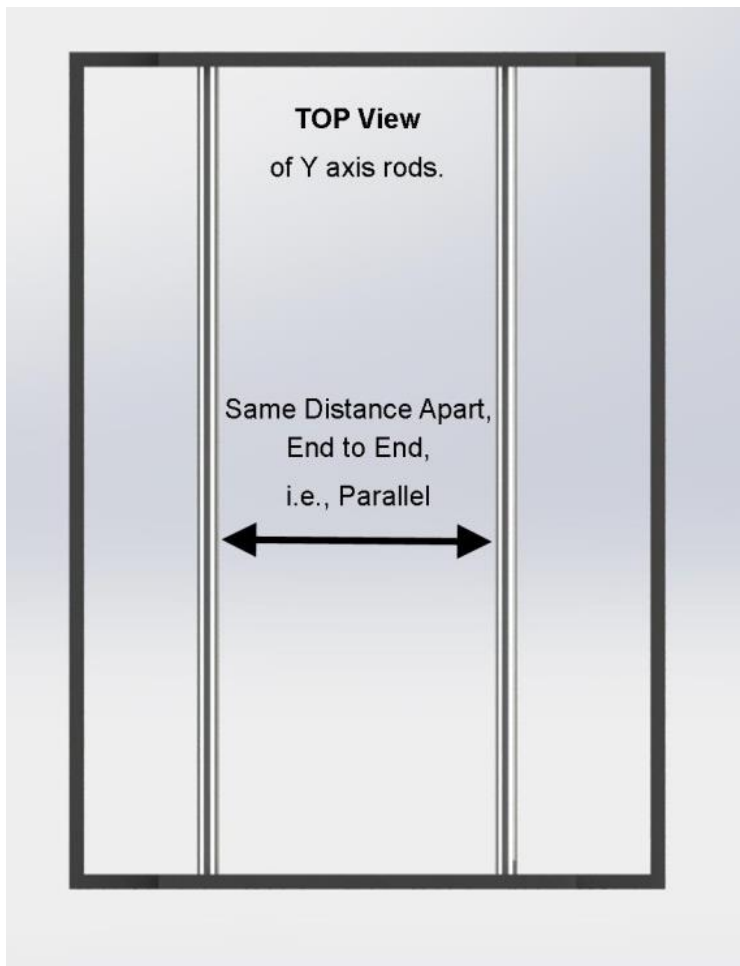 TOP View
of Y axis rods.
Same Distance Apart,
End to End,
i.e., Parallel